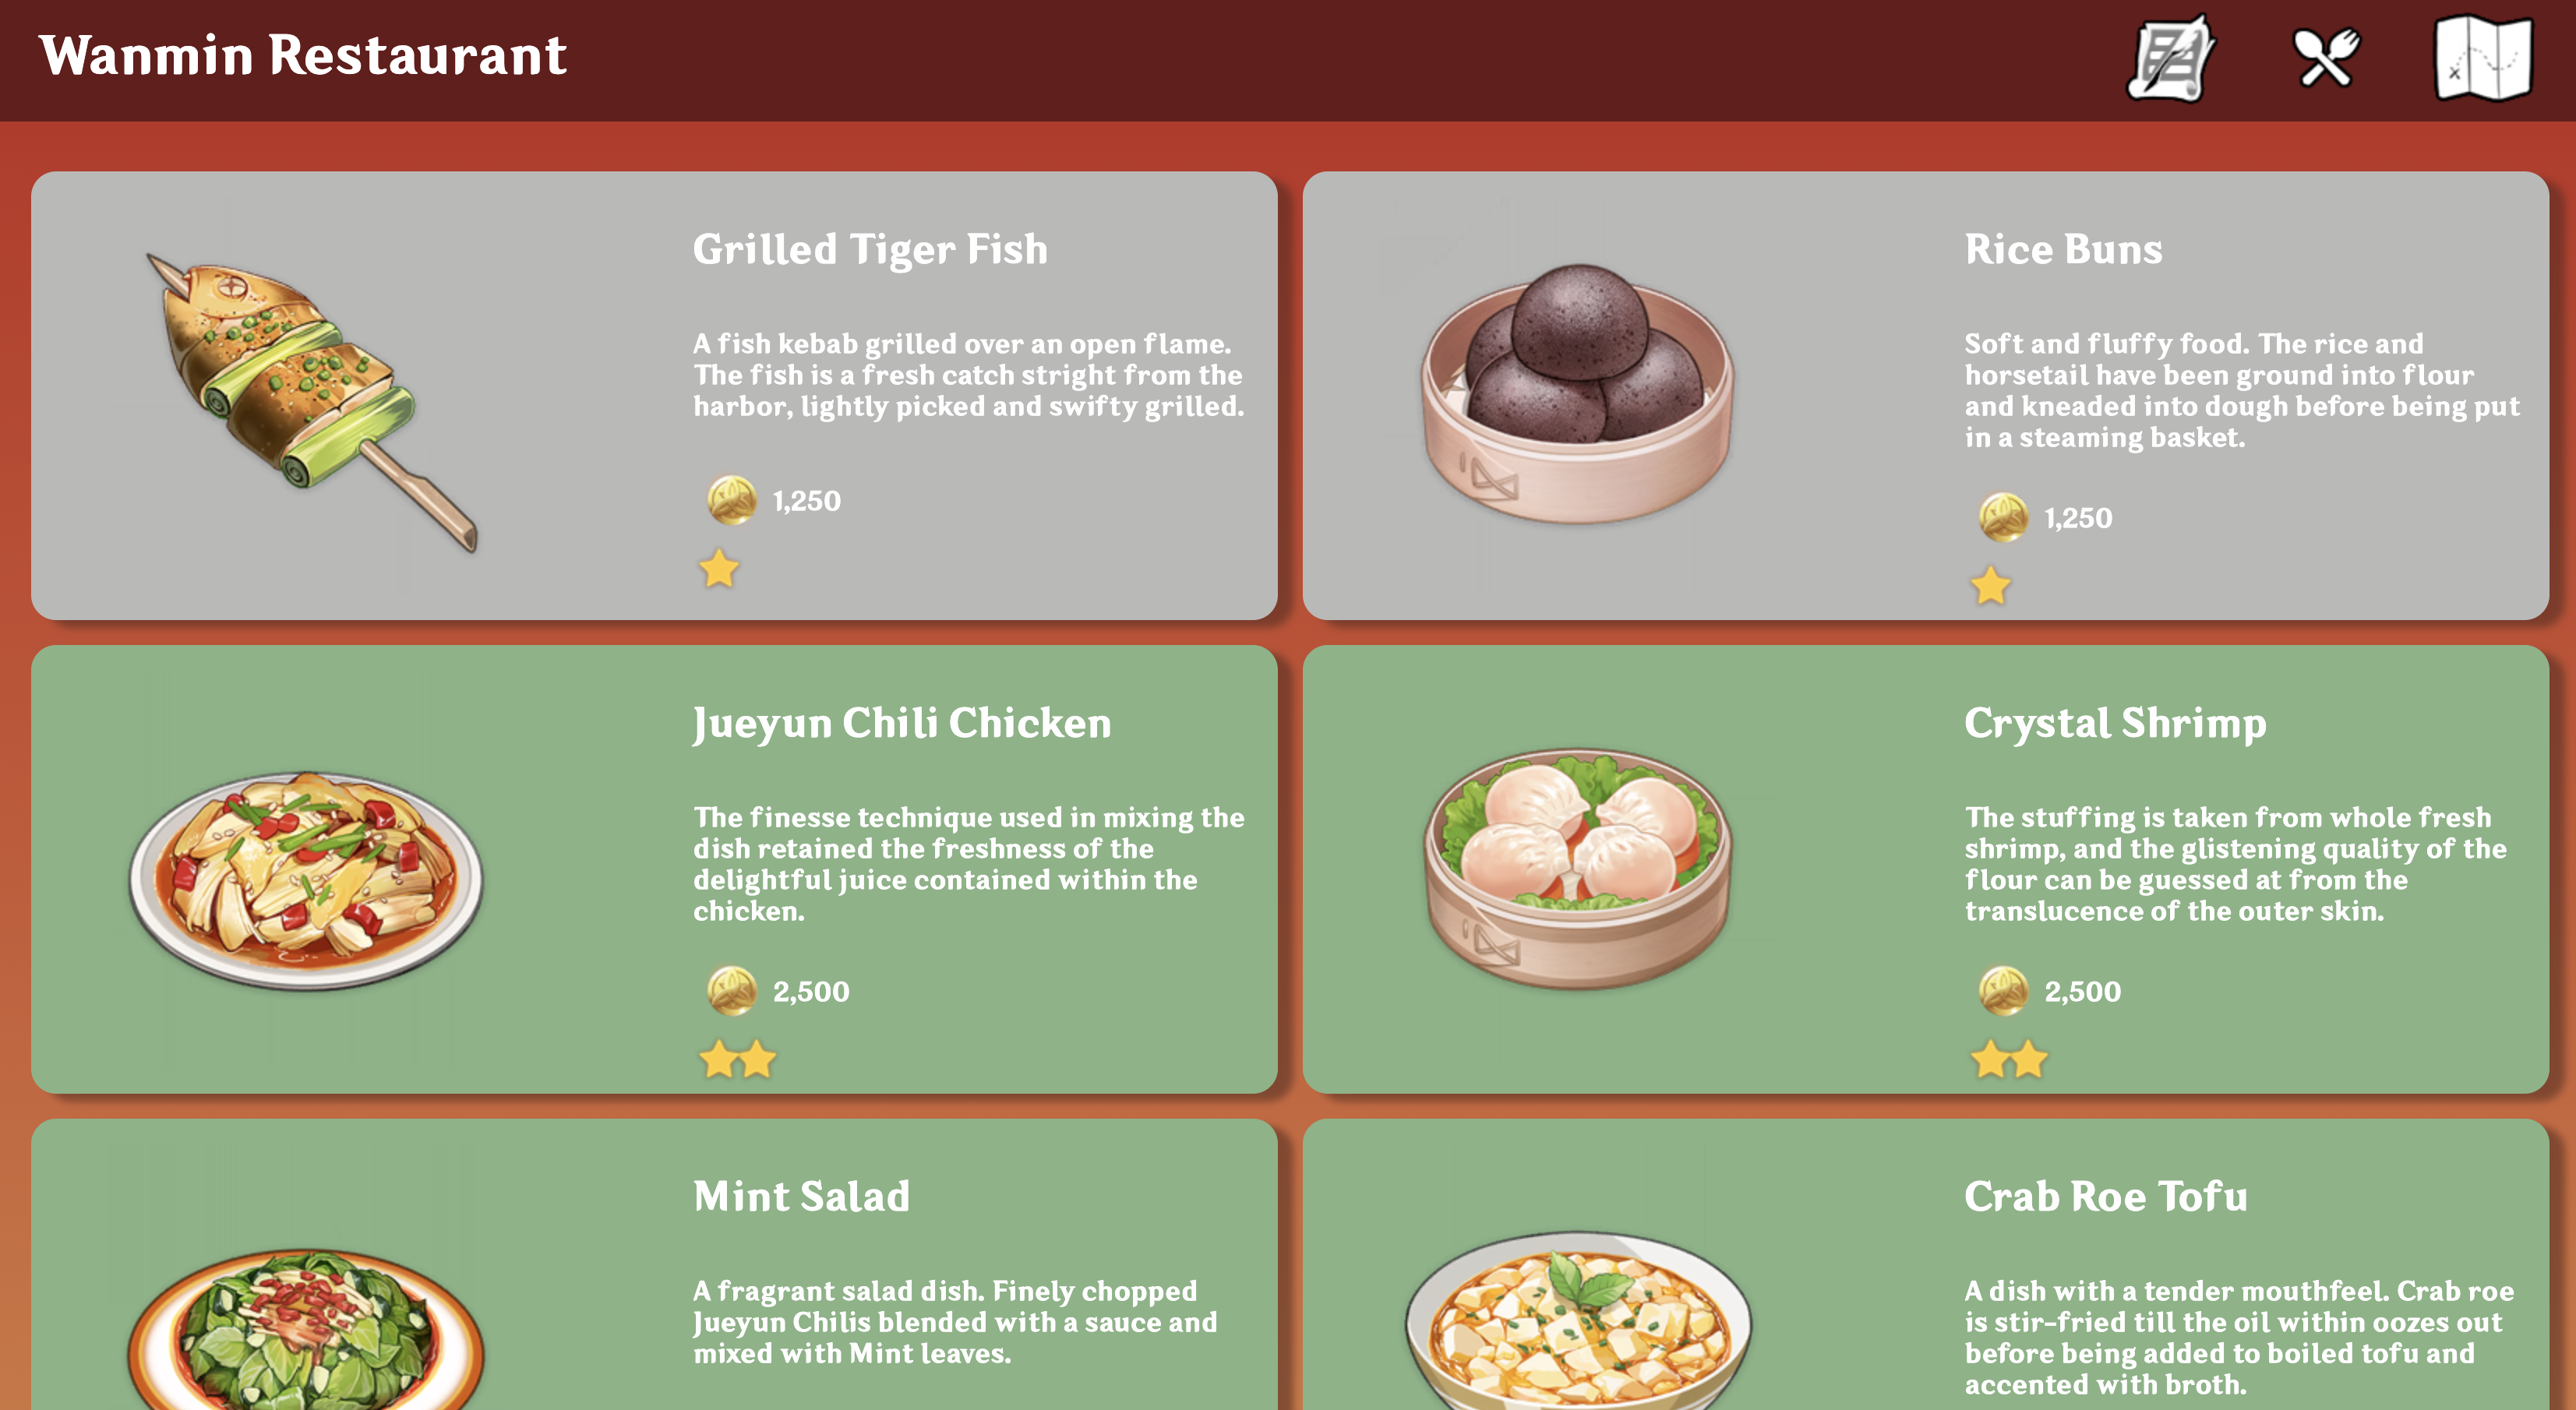 Wanmin Restaurant
Grilled Tiger Fish
A fish kebab grilled over an open flame.
The fish is a fresh catch stright from the
harbor, lightly picked and swifty grilled.
1,250
Rice Buns
Soft and fluffy food. The rice and
horsetail have been ground into flour
and kneaded into dough before being put
in a steaming basket.
1,250
Jueyun Chili Chicken
The finesse technique used in mixing the
dish retained the freshness of the
delightful juice contained within the
chicken.
2,500
Crystal Shrimp
The stuffing is taken from whole fresh
shrimp, and the glistening quality of the
flour can be guessed at from the
translucence of the outer skin.
2,500
Mint Salad
A fragrant salad dish. Finely chopped
Jueyun Chilis blended with a sauce and
mixed with Mint leaves.
Crab Roe Tofu
A dish with a tender mouthfeel. Crab roe
is stir-fried till the oil within oozes out
before being added to boiled tofu and
accented with broth.